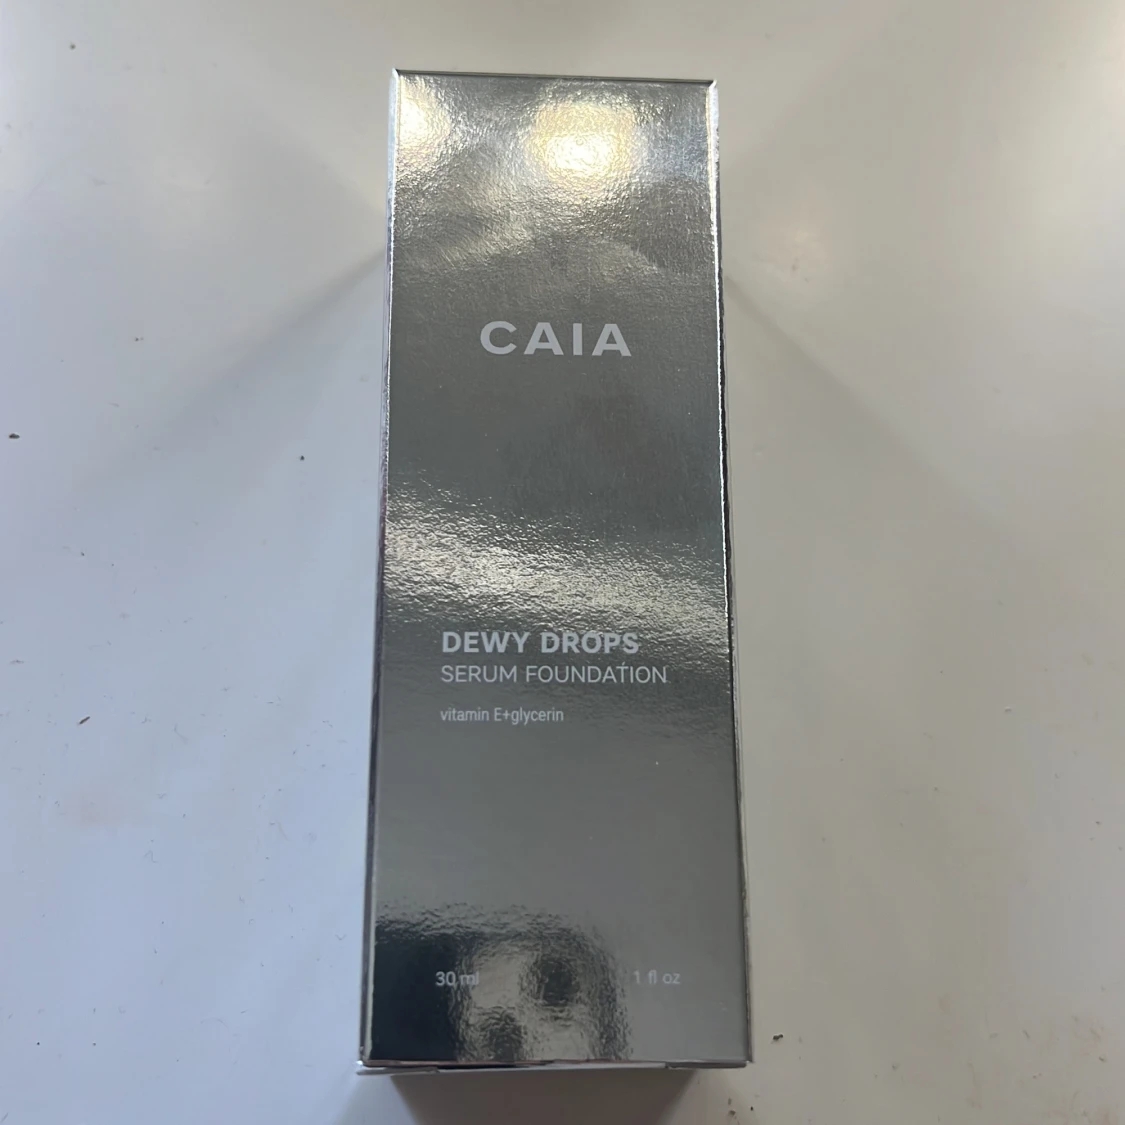 CAIA
DEWY DROPS
SERUM FOUNDATION
vitamin E+glycerin
30 ml 1 fl oz